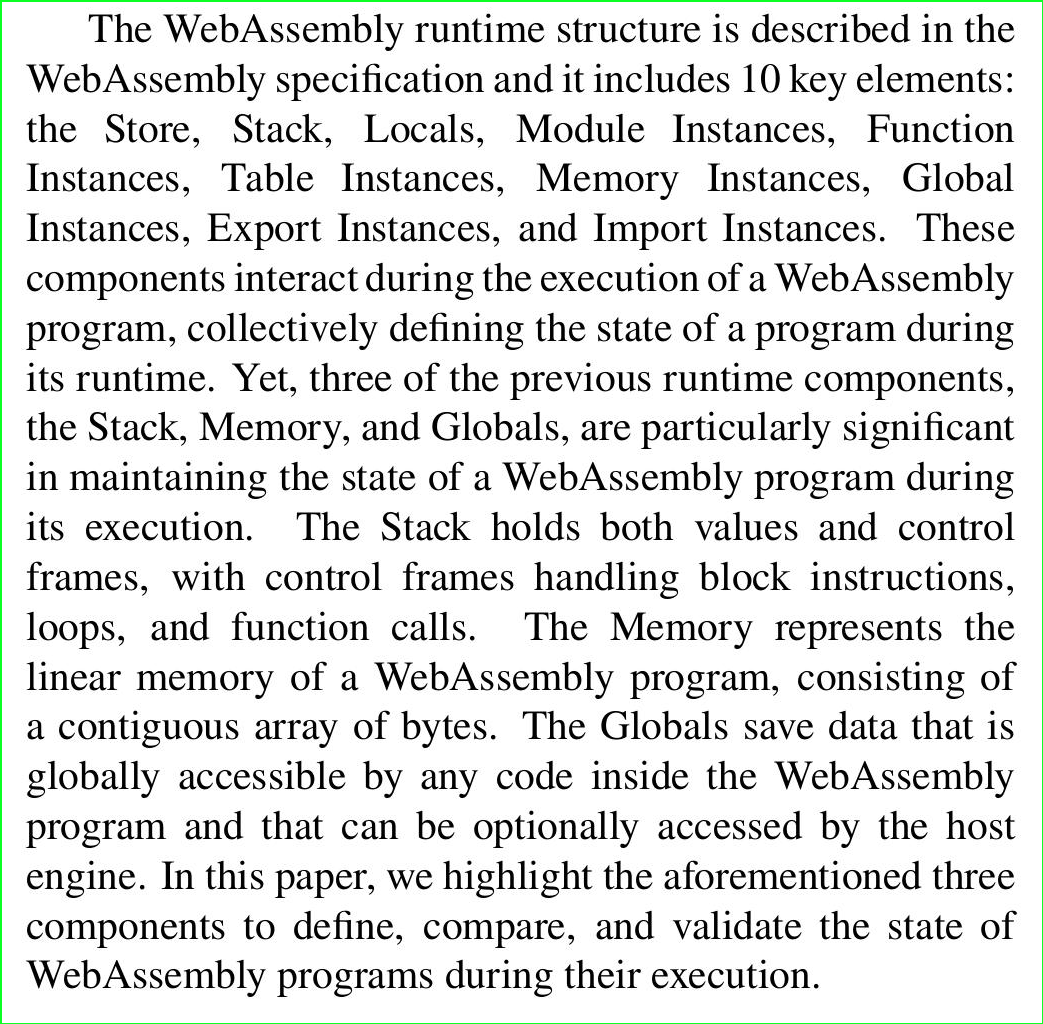 The WebAssembly runtime structure is described in the
WebAssembly specification and it includes 10 key elements:
the Store, Stack, Locals, Module Instances, Function
Instances, Table Instances, Memory Instances, Global
Instances, Export Instances, and Import Instances. These
components interact during the execution of a WebAssembly
program, collectively defining the state of a program during
its runtime. Yet, three of the previous runtime components,
the Stack, Memory, and Globals, are particularly significant
in maintaining the state of a WebAssembly program during
its execution. The Stack holds both values and control
frames, with control frames handling block instructions,
loops, and function calls. The Memory represents the
linear memory of a WebAssembly program, consisting of
a contiguous array of bytes. The Globals save data that is
globally accessible by any code inside the WebAssembly
program and that can be optionally accessed by the host
engine. In this paper, we highlight the aforementioned three
components to define, compare, and validate the state of
WebAssembly programs during their execution.